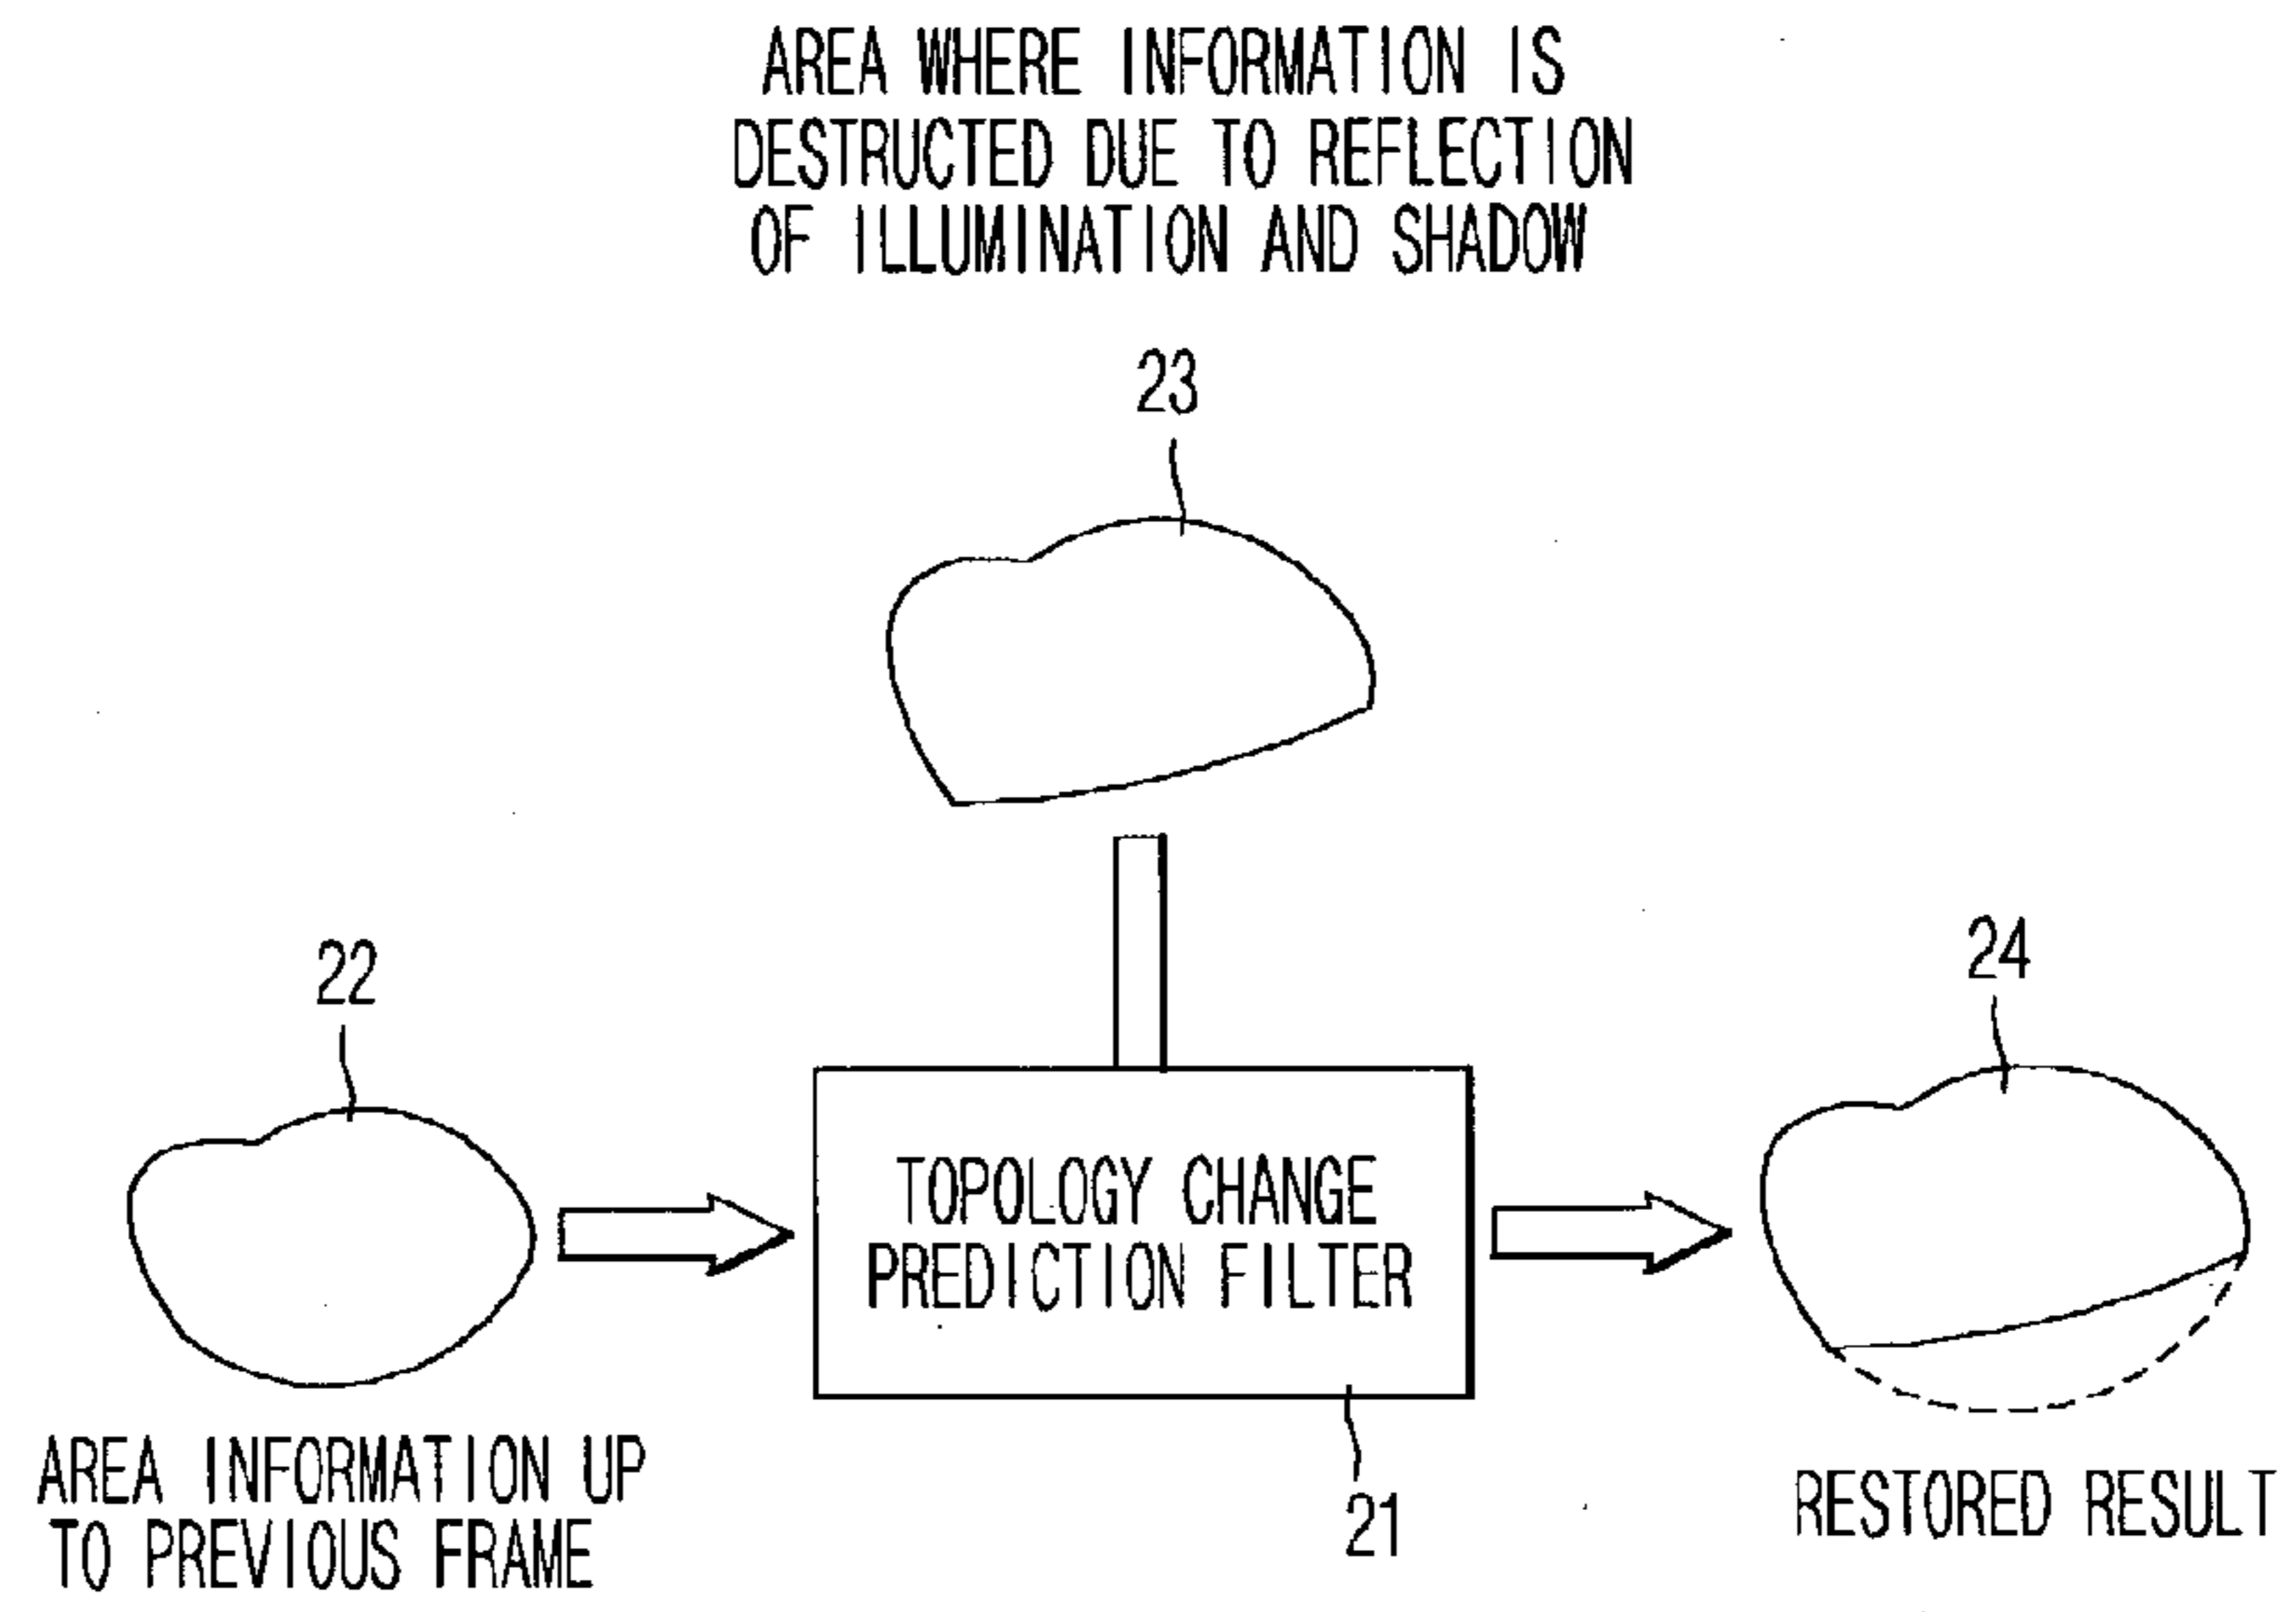 AREA WHERE INFORMATION IS
DESTRUCTED DUE TO REFLECTION
OF ILLUMINATION AND SHADOW
23
22
24
TOPOLOGY CHANGE
PREDICTION FILTER
21
AREA INFORMATION UP
TO PREVIOUS FRAME
RESTORED RESULT